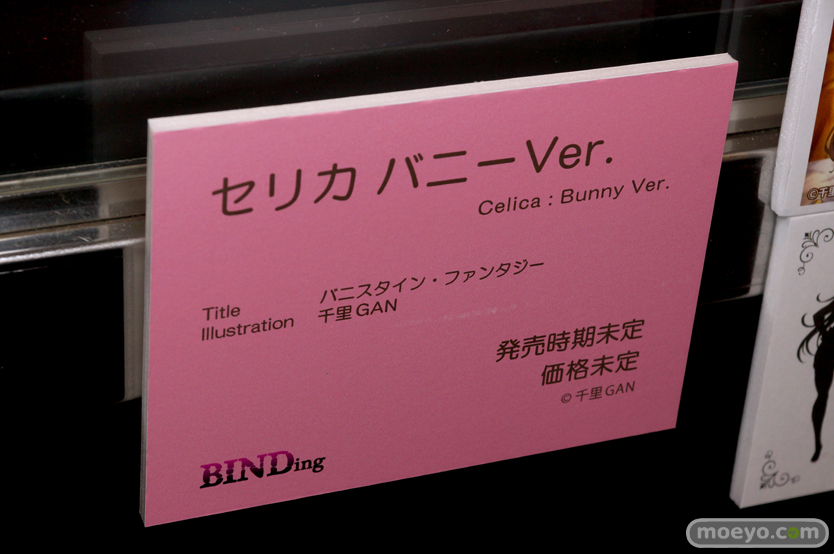 セリカ バニーVer.
Celica : Bunny Ver.
Title バニスタイン・ファンタジー
Illustration 千里GAN
発売時期未定
価格未定
© 千里GAN
BINDing
©千
moeyo.com